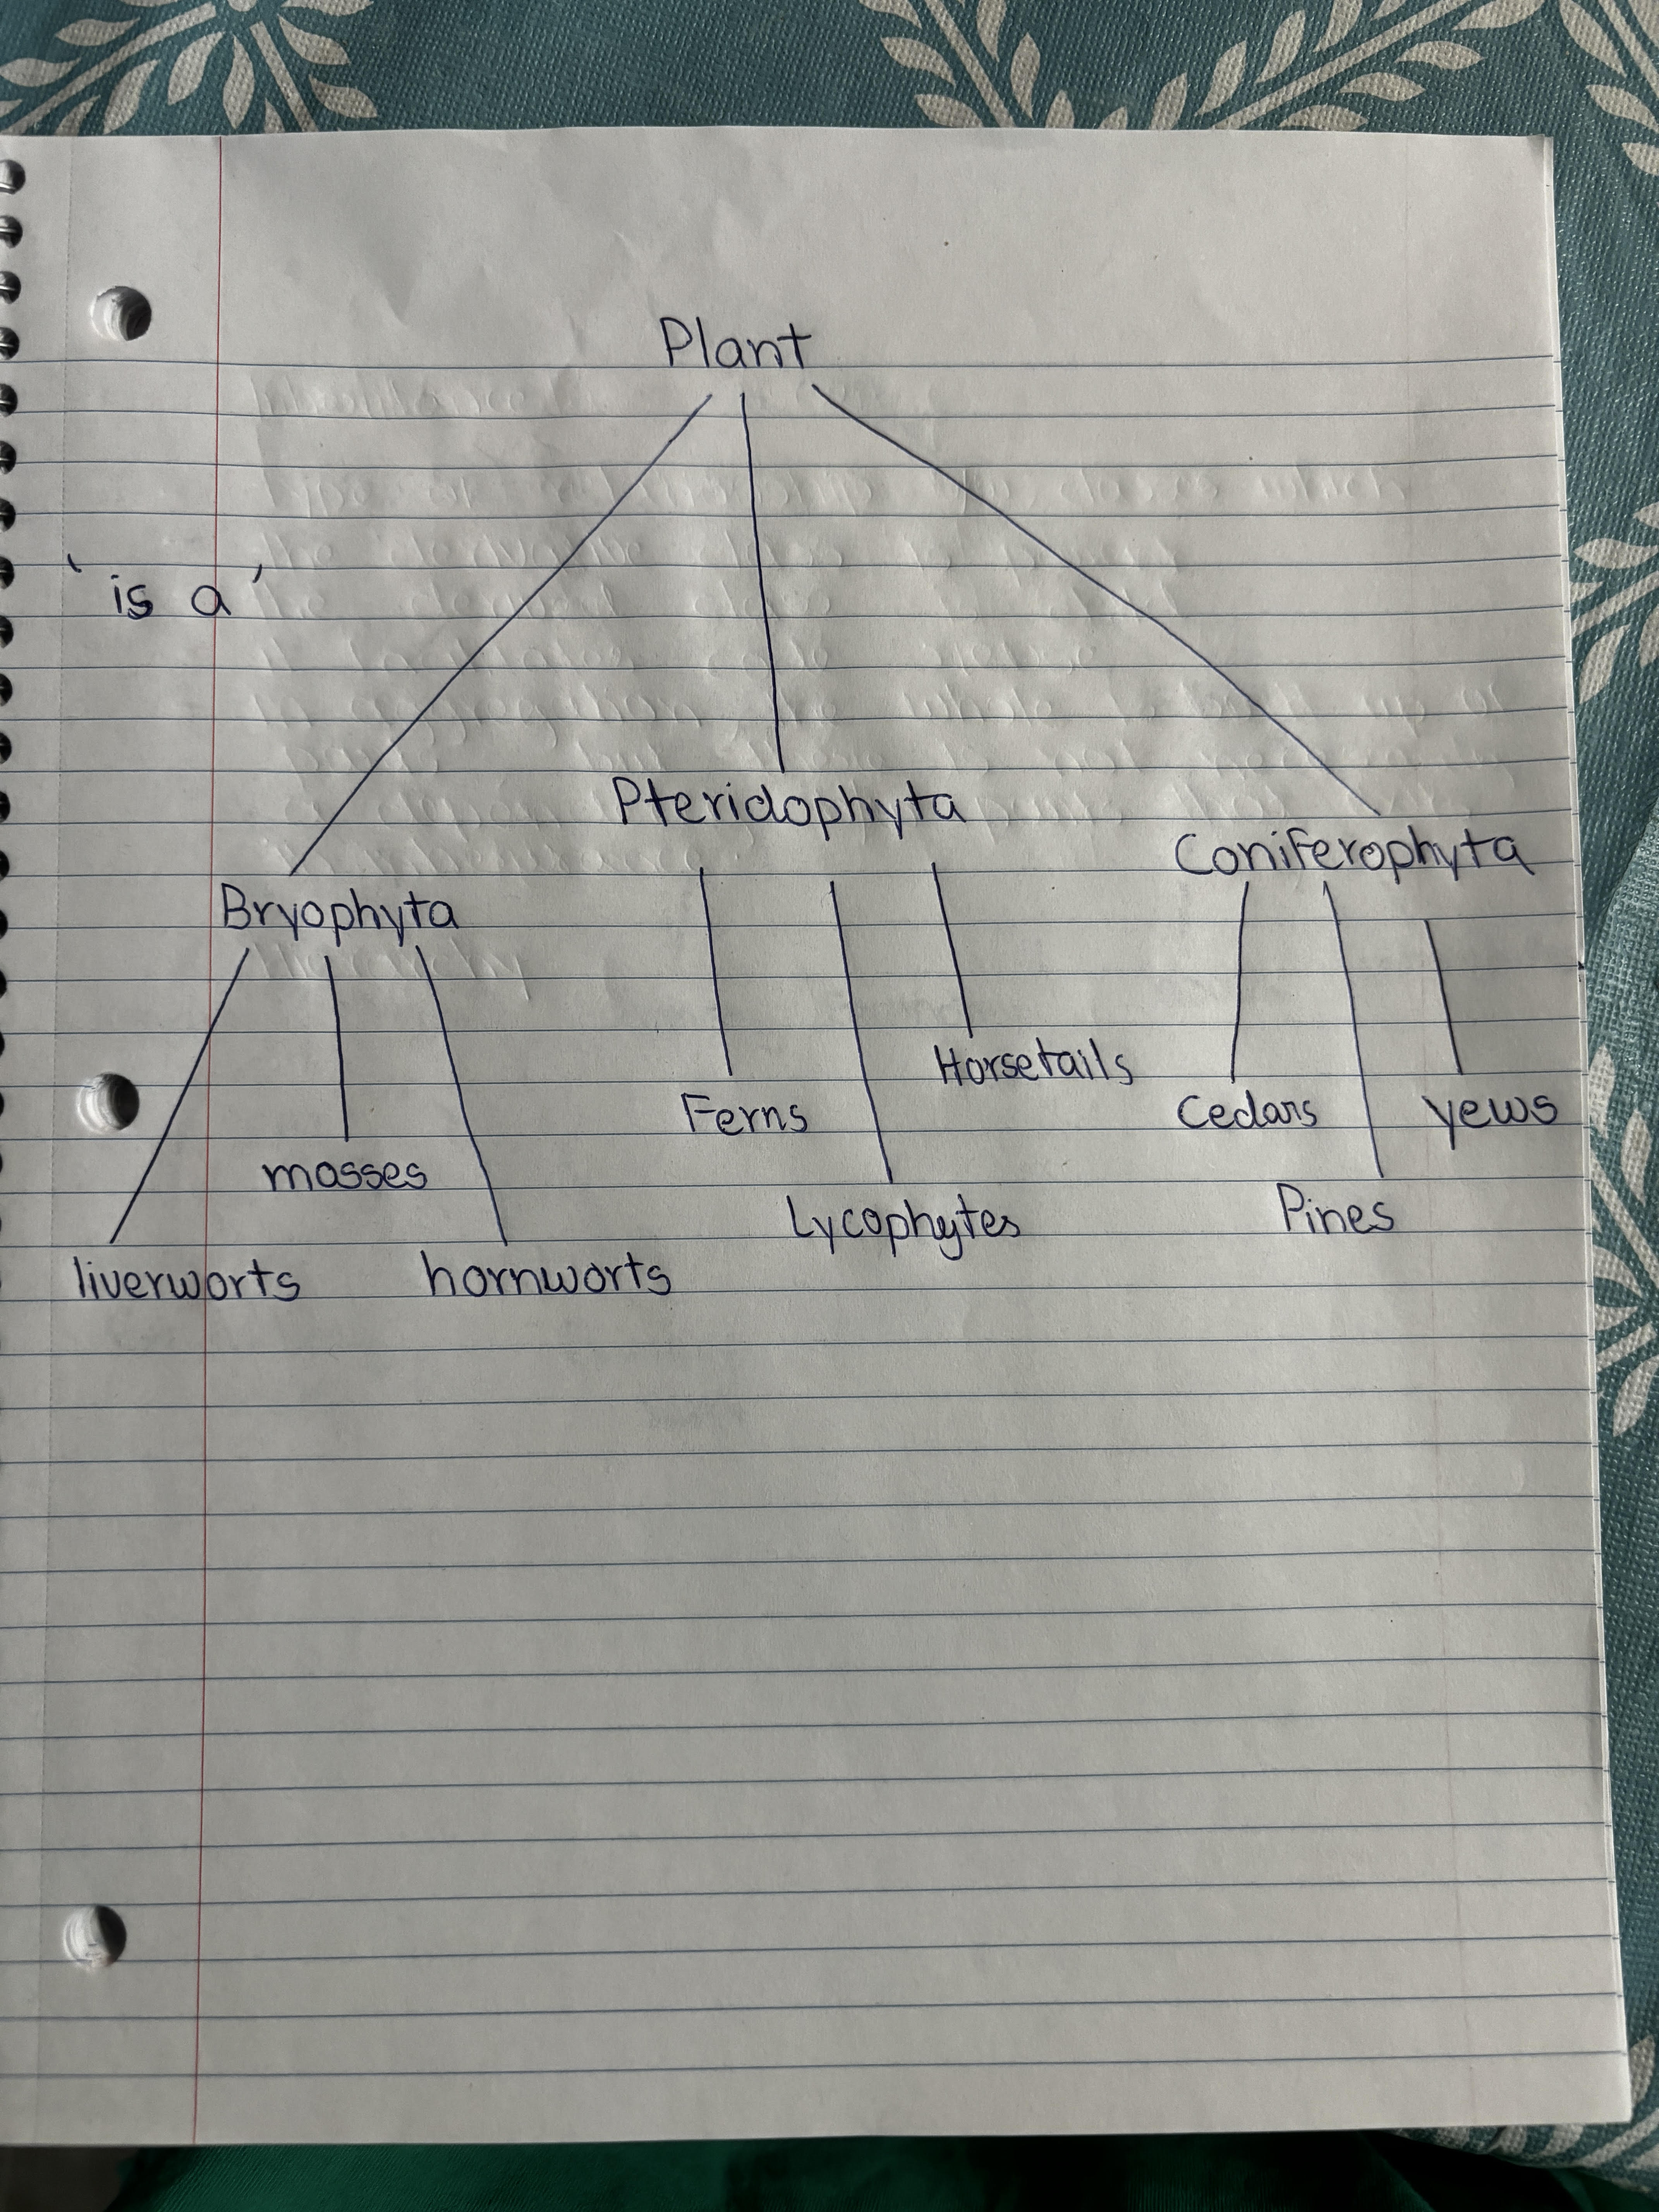 Plant
'is a'
Pteridophyta
Coniferophyta
Bryophyta
Horsetails
Ferns
Cedars
yews
mosses
Lycophytes
Pines
liverworts
hornworts